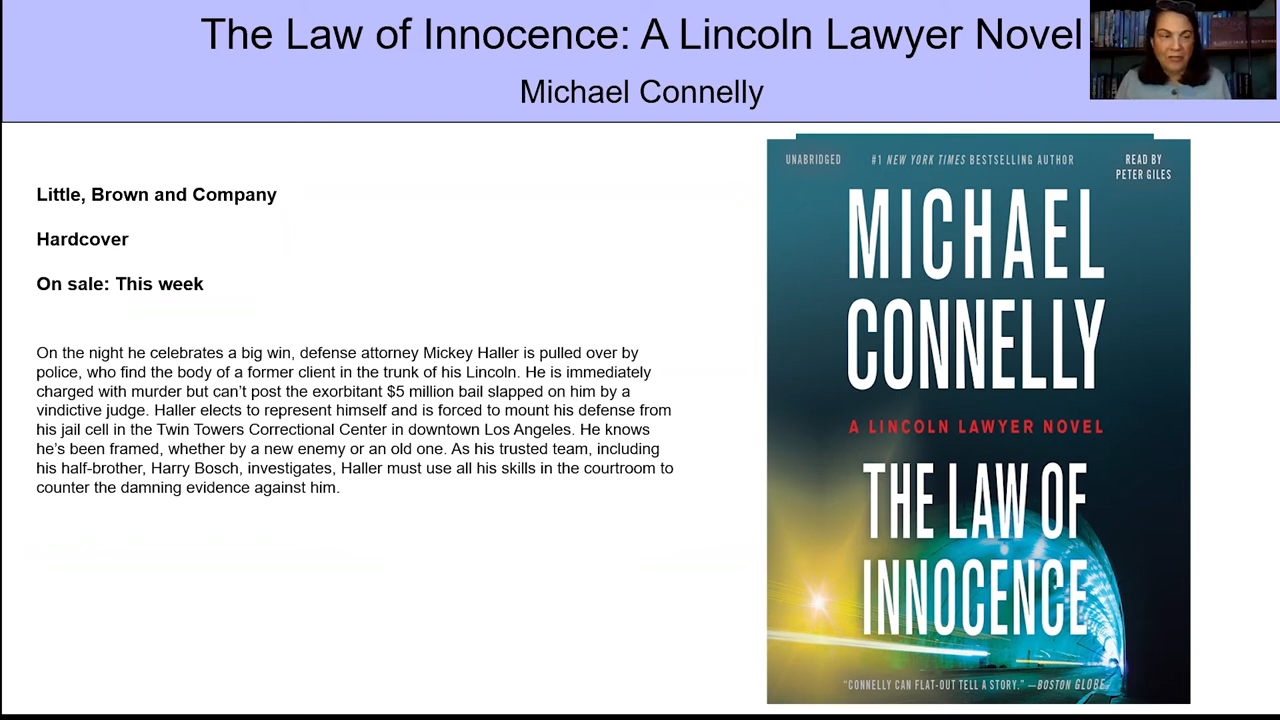 The Law of Innocence: A Lincoln Lawyer Novel
Michael Connelly
Little, Brown and Company
Hardcover
On sale: This week
On the night he celebrates a big win, defense attorney Mickey Haller is pulled over by
police, who find the body of a former client in the trunk of his Lincoln. He is immediately
charged with murder but can’t post the exorbitant $5 million bail slapped on him by a
vindictive judge. Haller elects to represent himself and is forced to mount his defense from
his jail cell in the Twin Towers Correctional Center in downtown Los Angeles. He knows
he’s been framed, whether by a new enemy or an old one. As his trusted team, including
his half-brother, Harry Bosch, investigates, Haller must use all his skills in the courtroom to
counter the damning evidence against him.
UNABRIDGED
#1 NEW YORK TIMES BESTSELLING AUTHOR
READ BY
PETER GILES
MICHAEL
CONNELLY
A LINCOLN LAWYER NOVEL
THE LAW OF
INNOCENCE
“CONNELLY CAN FLAT-OUT TELL A STORY.” —BOSTON GLOBE